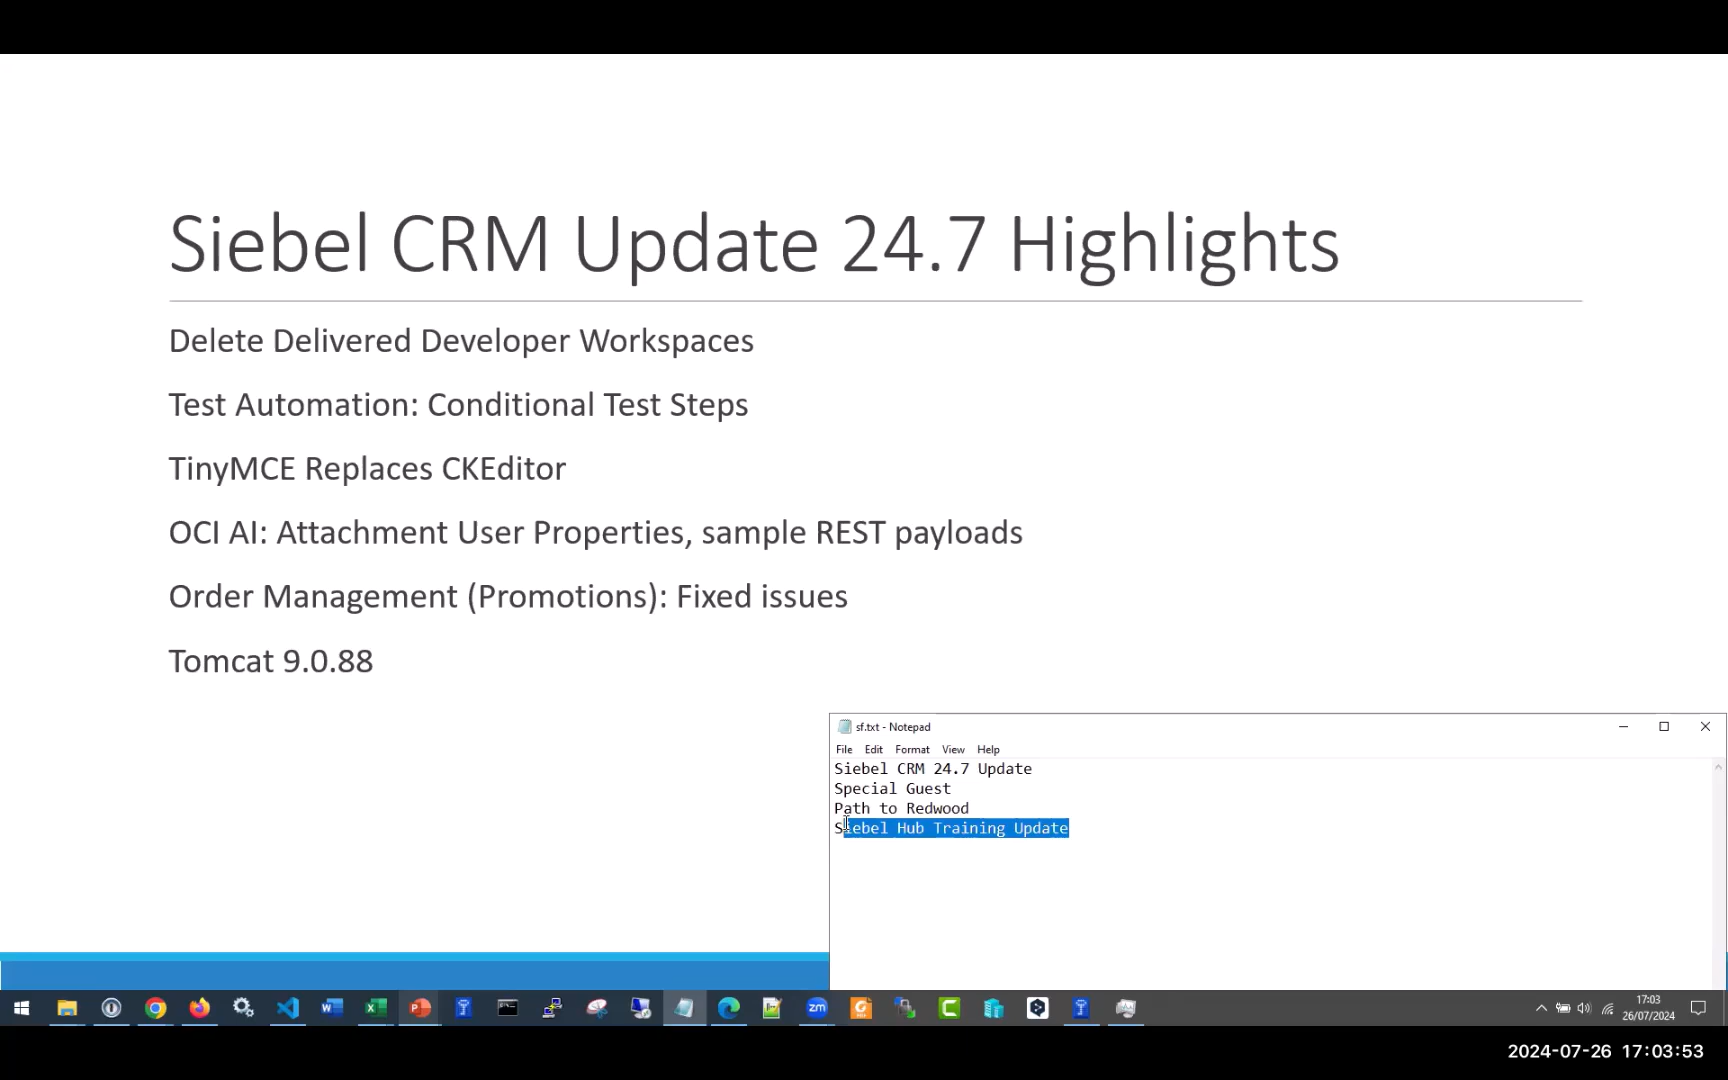 Siebel CRM Update 24.7 Highlights
Delete Delivered Developer Workspaces
Test Automation: Conditional Test Steps
TinyMCE Replaces CKEditor
OCI AI: Attachment User Properties, sample REST payloads
Order Management (Promotions): Fixed issues
Tomcat 9.0.88
sf.txt - Notepad
File Edit Format View Help
Siebel CRM 24.7 Update
Special Guest
Path to Redwood
Siebel Hub Training Update
zm
17:03
26/07/2024
2024-07-26 17:03:53